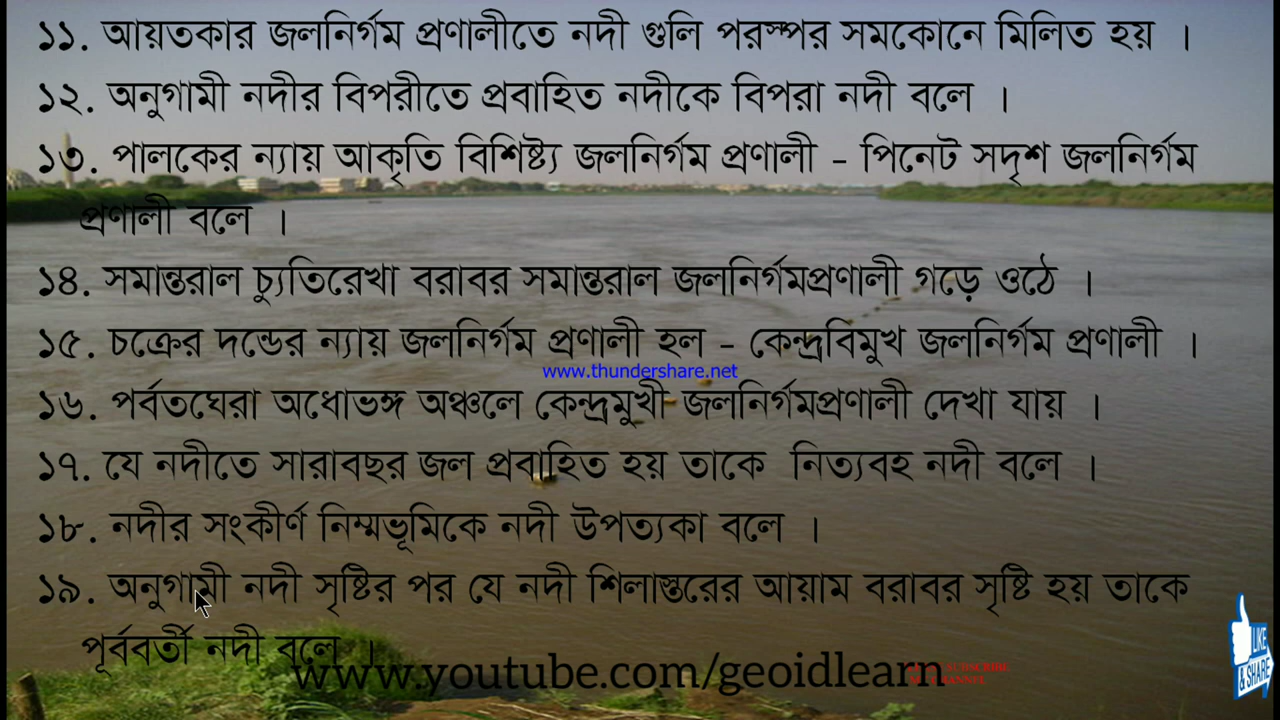 ১১. আয়তকার জলনির্গম প্রণালীতে নদী গুলি পরস্পর সমকোনে মিলিত হয় ।
১২. অনুগামী নদীর বিপরীতে প্রবাহিত নদীকে বিপরা নদী বলে ।
১৩. পালকের ন্যায় আকৃতি বিশিষ্ট্য জলনির্গম প্রণালী - পিনেট সদৃশ জলনির্গম
প্রণালী বলে ।
১৪. সমান্তরাল চ্যুতিরেখা বরাবর সমান্তরাল জলনির্গমপ্রণালী গড়ে ওঠে ।
১৫. চক্রের দন্ডের ন্যায় জলনির্গম প্রণালী হল - কেন্দ্রবিমুখ জলনির্গম প্রণালী ।
www.thundershare.net
১৬. পর্বতঘেরা অধোভঙ্গ অঞ্চলে কেন্দ্রমুখী জলনির্গমপ্রণালী দেখা যায় ।
১৭. যে নদীতে সারাবছর জল প্রবাহিত হয় তাকে নিত্যবহ নদী বলে ।
১৮. নদীর সংকীর্ণ নিম্মভূমিকে নদী উপত্যকা বলে ।
১৯. অনুগামী নদী সৃষ্টির পর যে নদী শিলাস্তরের আয়াম বরাবর সৃষ্টি হয় তাকে
পূর্ববর্তী নদী বলে ।
www.youtube.com/geoidlearn
SUBSCRIBE
LIKE
& SHARE